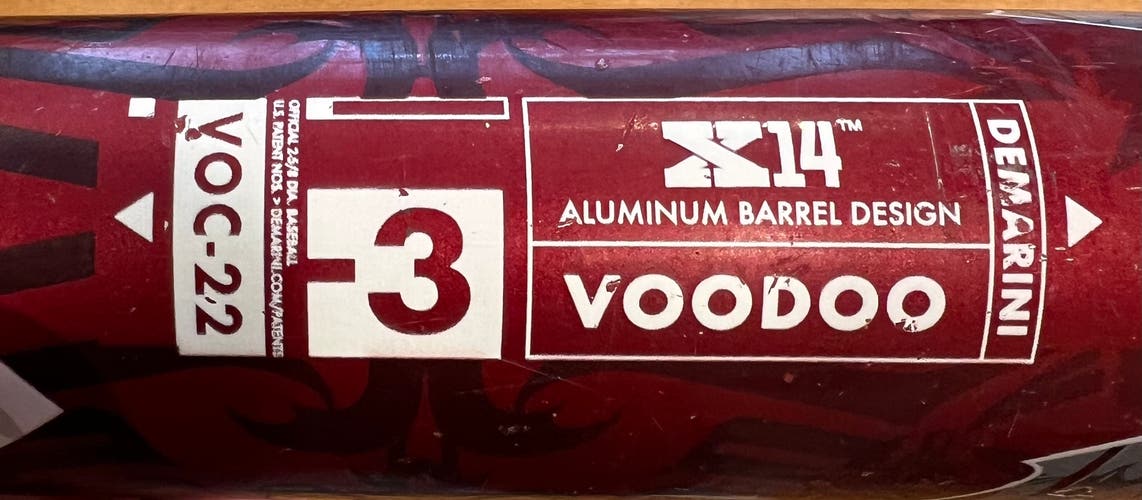 VOC-22
OFFICIAL 2 5/8 DIA. BASEBALL
U.S. PATENT NOS. > DEMARINI.COM/PATENTS
-3
X14™
ALUMINUM BARREL DESIGN
VOODOO
DEMARINI